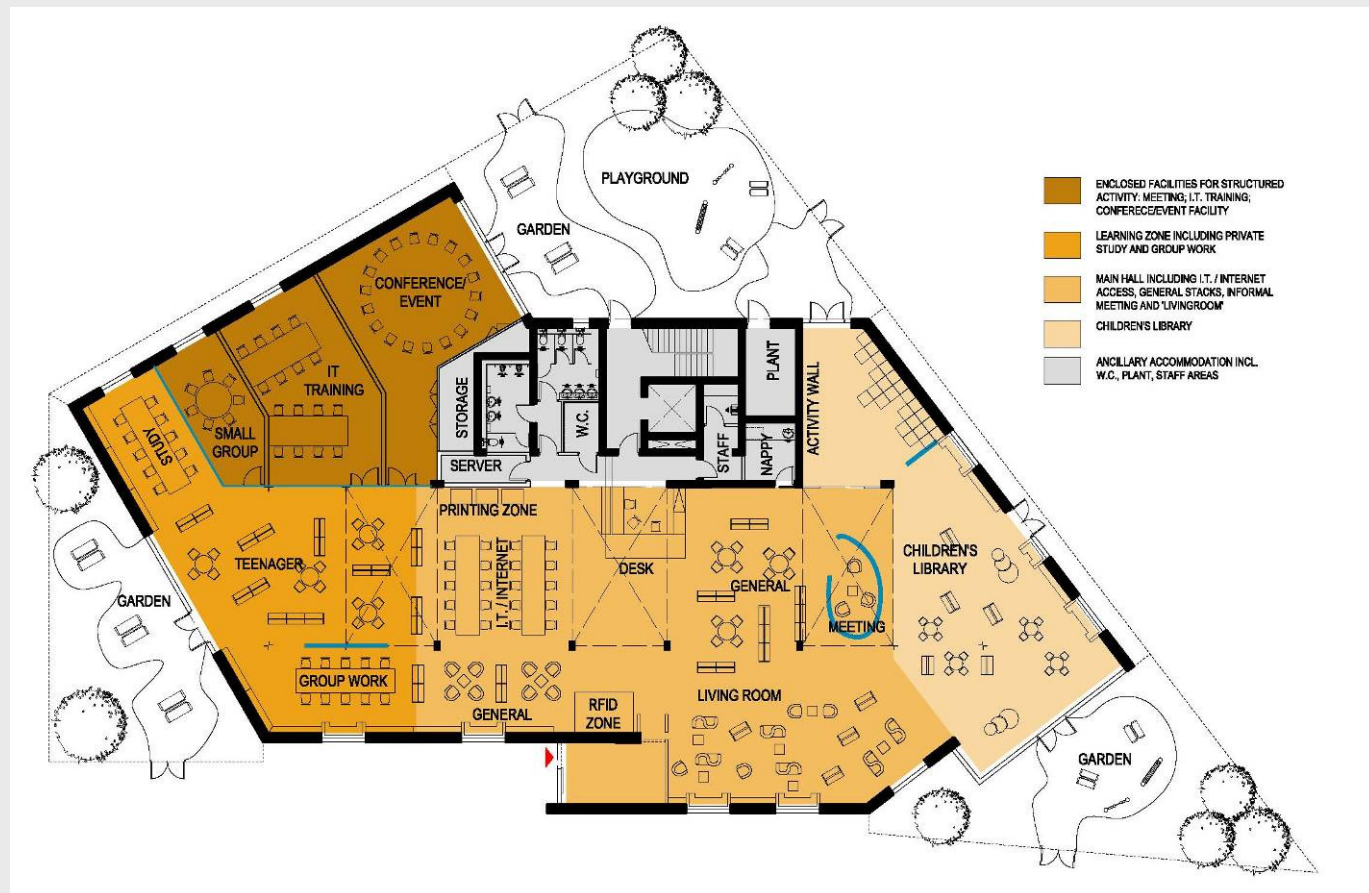 PLAYGROUND
GARDEN
CONFERENCE/
EVENT
IT
TRAINING
SMALL
GROUP
STUDY
STORAGE
SERVER
W.C.
STAFF
NAPPY
PLANT
ACTIVITY WALL
PRINTING ZONE
I.T. / INTERNET
DESK
TEENAGER
GENERAL
MEETING
CHILDREN'S
LIBRARY
GARDEN
GROUP WORK
GENERAL
RFID
ZONE
LIVING ROOM
GARDEN
ENCLOSED FACILITIES FOR STRUCTURED
ACTIVITY: MEETING; I.T. TRAINING;
CONFERECE/EVENT FACILITY
LEARNING ZONE INCLUDING PRIVATE
STUDY AND GROUP WORK
MAIN HALL INCLUDING I.T. / INTERNET
ACCESS, GENERAL STACKS, INFORMAL
MEETING AND 'LIVINGROOM'
CHILDREN'S LIBRARY
ANCILLARY ACCOMMODATION INCL.
W.C., PLANT, STAFF AREAS